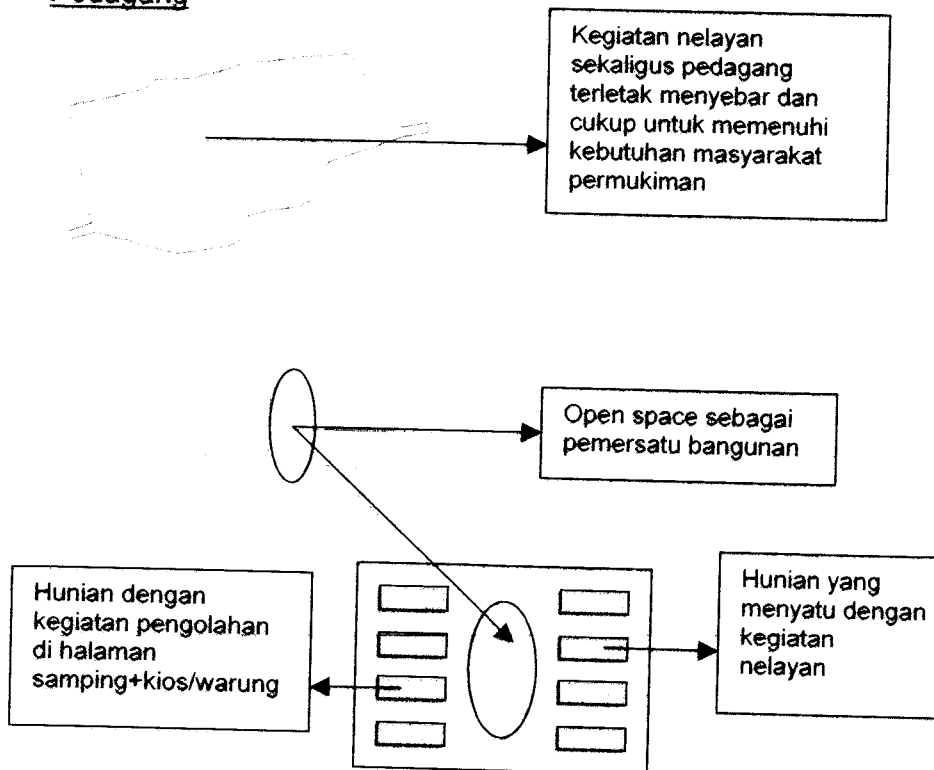 Pedagang
Kegiatan nelayan
sekaligus pedagang
terletak menyebar dan
cukup untuk memenuhi
kebutuhan masyarakat
permukiman
Open space sebagai
pemersatu bangunan
Hunian dengan
kegiatan pengolahan
di halaman
samping+kios/warung
Hunian yang
menyatu dengan
kegiatan
nelayan